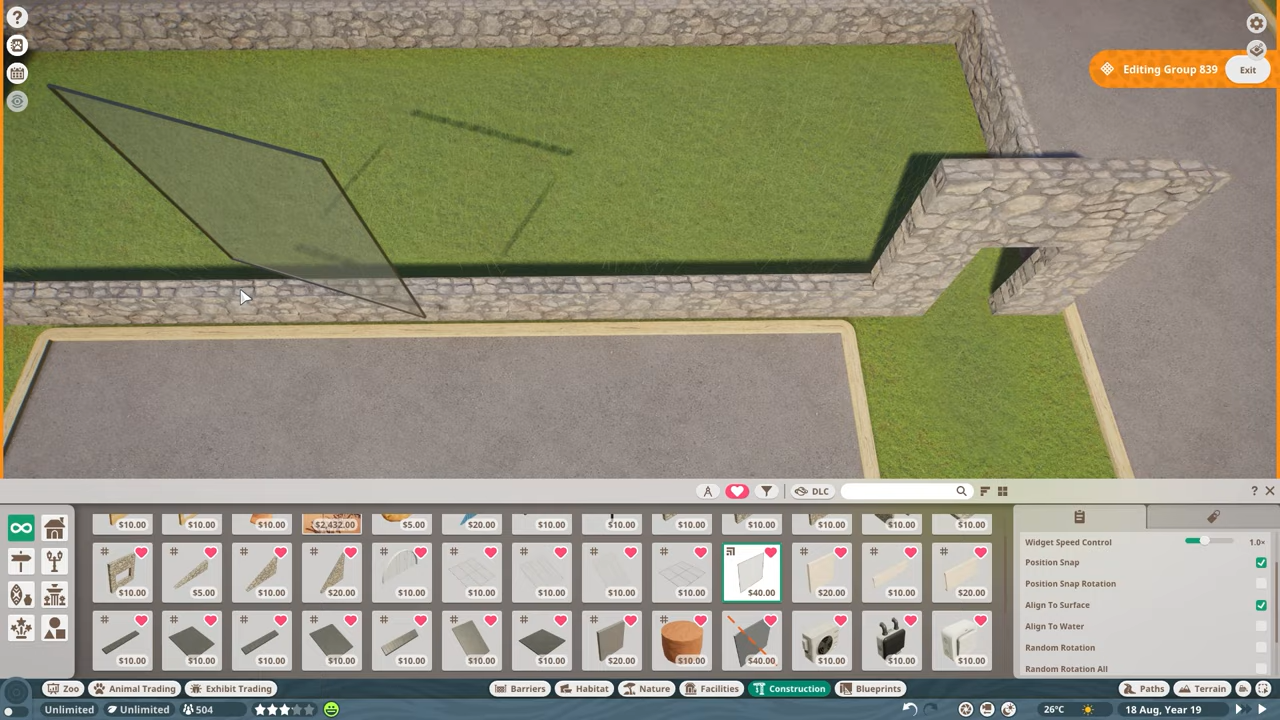 ?
Editing Group 839
Exit
DLC
?
$10.00 $10.00 $10.00 $2,432.00 $5.00 $20.00 $10.00 $10.00 $10.00 $10.00 $10.00 $10.00 $10.00
$10.00 $5.00 $10.00 $20.00 $10.00 $10.00 $10.00 $10.00 $10.00 $40.00 $20.00 $10.00 $20.00
$10.00 $10.00 $10.00 $10.00 $10.00 $10.00 $10.00 $20.00 $10.00 $40.00 $10.00 $10.00 $10.00
Widget Speed Control 1.0×
Position Snap
Position Snap Rotation
Align To Surface
Align To Water
Random Rotation
Random Rotation All
Zoo Animal Trading Exhibit Trading Barriers Habitat Nature Facilities Construction Blueprints Paths Terrain
Unlimited Unlimited 504 26°C 18 Aug, Year 19